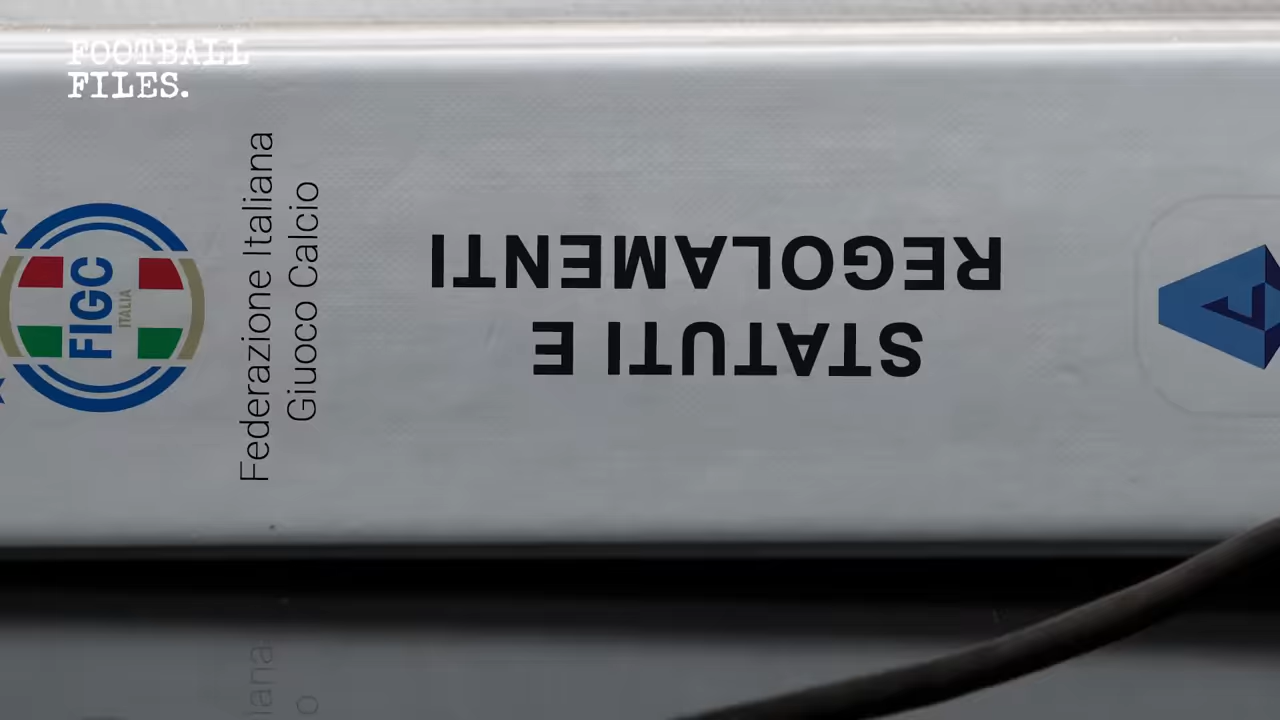 FOOTBALL
FILES.
FIGC
ITALIA
Federazione Italiana
Giuoco Calcio
STATUTI E
REGOLAMENTI